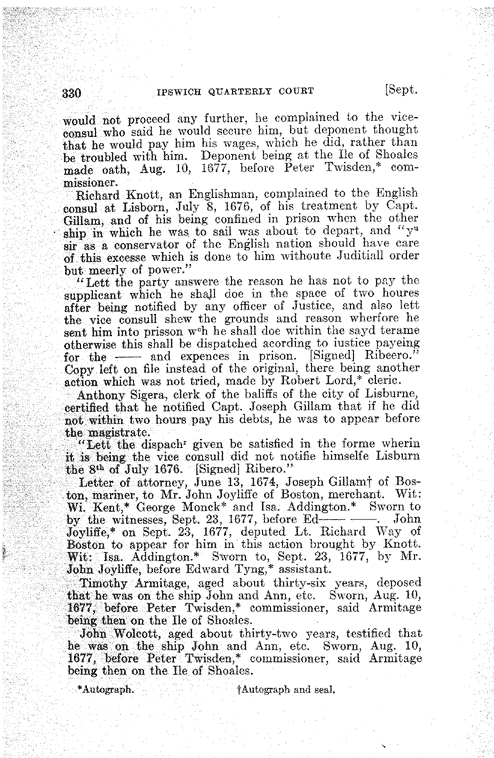 330 IPSWICH QUARTERLY COURT [Sept.
would not proceed any further, he complained to the vice-
consul who said he would secure him, but deponent thought
that he would pay him his wages, which he did, rather than
be troubled with him. Deponent being at the Ile of Shoales
made oath, Aug. 10, 1677, before Peter Twisden,* com-
missioner.
Richard Knott, an Englishman, complained to the English
consul at Lisborn, July 8, 1676, of his treatment by Capt.
Gillam, and of his being confined in prison when the other
ship in which he was to sail was about to depart, and "yᵘ
sir as a conservator of the English nation should have care
of this excesse which is done to him withoute Juditiall order
but meerly of power."
"Lett the party answere the reason he has not to pay the
supplicant which he shall doe in the space of two houres
after being notified by any officer of Justice, and also lett
the vice consull shew the grounds and reason wherfore he
sent him into prisson wᶜh he shall doe within the sayd terame
otherwise this shall be dispatched acording to iustice payeing
for the —— and expences in prison. [Signed] Ribeero."
Copy left on file instead of the original, there being another
action which was not tried, made by Robert Lord,* cleric.
Anthony Sigera, clerk of the baliffs of the city of Lisburne,
certified that he notified Capt. Joseph Gillam that if he did
not within two hours pay his debts, he was to appear before
the magistrate.
"Lett the dispachʳ given be satisfied in the forme wherin
it is being the vice consull did not notifie himselfe Lisburn
the 8ᵗʰ of July 1676. [Signed] Ribero."
Letter of attorney, June 13, 1674, Joseph Gillam† of Bos-
ton, mariner, to Mr. John Joyliffe of Boston, merchant. Wit:
Wi. Kent,* George Monck* and Isa. Addington.* Sworn to
by the witnesses, Sept. 23, 1677, before Ed—— ——. John
Joyliffe,* on Sept. 23, 1677, deputed Lt. Richard Way of
Boston to appear for him in this action brought by Knott.
Wit: Isa. Addington.* Sworn to, Sept. 23, 1677, by Mr.
John Joyliffe, before Edward Tyng,* assistant.
Timothy Armitage, aged about thirty-six years, deposed
that he was on the ship John and Ann, etc. Sworn, Aug. 10,
1677, before Peter Twisden,* commissioner, said Armitage
being then on the Ile of Shoales.
John Wolcott, aged about thirty-two years, testified that
he was on the ship John and Ann, etc. Sworn, Aug. 10,
1677, before Peter Twisden,* commissioner, said Armitage
being then on the Ile of Shoales.
*Autograph. †Autograph and seal.